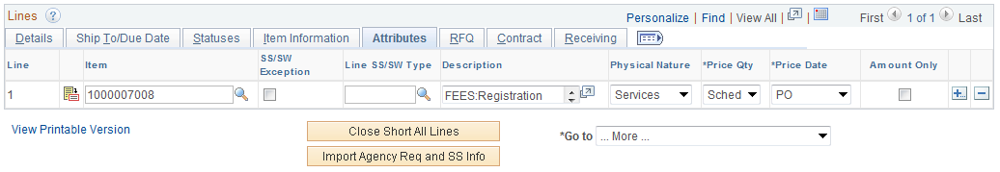 Lines Personalize | Find | View All | First 1 of 1 Last
Details Ship To/Due Date Statuses Item Information Attributes RFQ Contract Receiving
Line Item SS/SW Exception Line SS/SW Type Description Physical Nature *Price Qty *Price Date Amount Only
1 1000007008 FEES:Registration Services Sched PO
View Printable Version Close Short All Lines *Go to ... More ...
Import Agency Req and SS Info